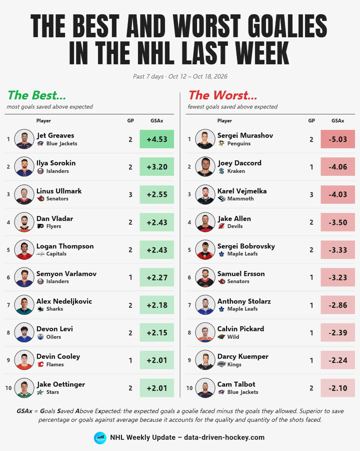 THE BEST AND WORST GOALIES
IN THE NHL LAST WEEK
Past 7 days · Oct 12 – Oct 18, 2026
The Best...
most goals saved above expected
Player GP GSAx
1 Jet Greaves Blue Jackets 2 +4.53
2 Ilya Sorokin Islanders 2 +3.20
3 Linus Ullmark Senators 3 +2.55
4 Dan Vladar Flyers 2 +2.43
5 Logan Thompson Capitals 2 +2.43
6 Semyon Varlamov Islanders 1 +2.27
7 Alex Nedeljkovic Sharks 2 +2.18
8 Devon Levi Oilers 2 +2.15
9 Devin Cooley Flames 1 +2.01
10 Jake Oettinger Stars 2 +2.01
The Worst...
fewest goals saved above expected
Player GP GSAx
1 Sergei Murashov Penguins 2 -5.03
2 Joey Daccord Kraken 2 -4.06
3 Karel Vejmelka Mammoth 3 -4.03
4 Jake Allen Devils 2 -3.50
5 Sergei Bobrovsky Maple Leafs 2 -3.33
6 Samuel Ersson Senators 1 -3.23
7 Anthony Stolarz Maple Leafs 1 -2.86
8 Calvin Pickard Wild 1 -2.39
9 Darcy Kuemper Kings 1 -2.24
10 Cam Talbot Blue Jackets 2 -2.10
GSAx = Goals Saved Above Expected: the expected goals a goalie faced minus the goals they allowed. Superior to save
percentage or goals against average because it accounts for the quality and quantity of the shots faced.
NHL Weekly Update – data-driven-hockey.com